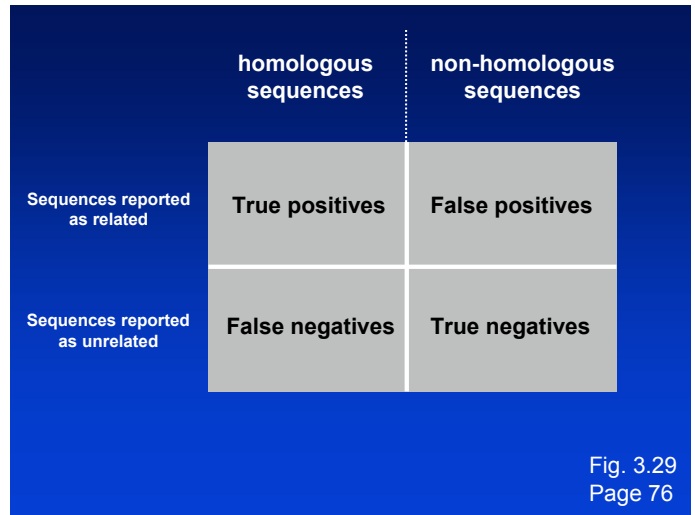 homologous
sequences
non-homologous
sequences
Sequences reported
as related
True positives
False positives
Sequences reported
as unrelated
False negatives
True negatives
Fig. 3.29
Page 76